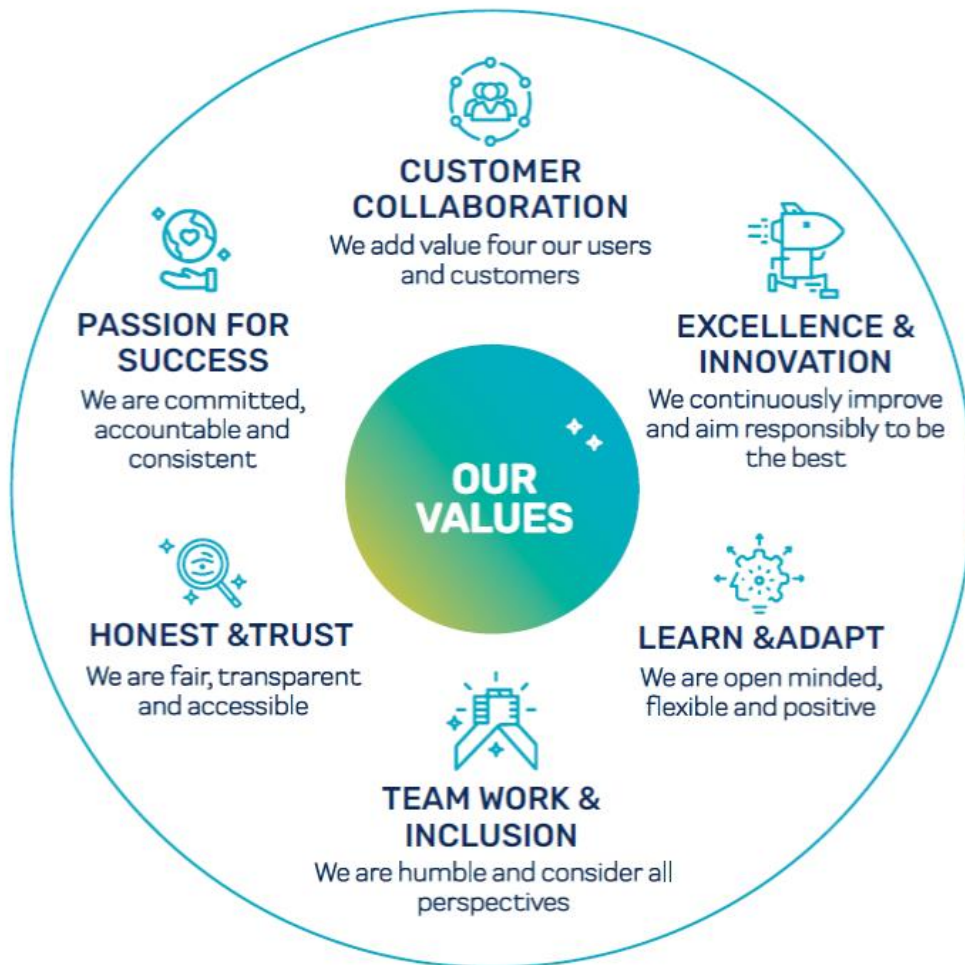 CUSTOMER
COLLABORATION
We add value four our users
and customers
PASSION FOR
SUCCESS
We are committed,
accountable and
consistent
EXCELLENCE &
INNOVATION
We continuously improve
and aim responsibly to be
the best
OUR
VALUES
HONEST &TRUST
We are fair, transparent
and accessible
LEARN &ADAPT
We are open minded,
flexible and positive
TEAM WORK &
INCLUSION
We are humble and consider all
perspectives